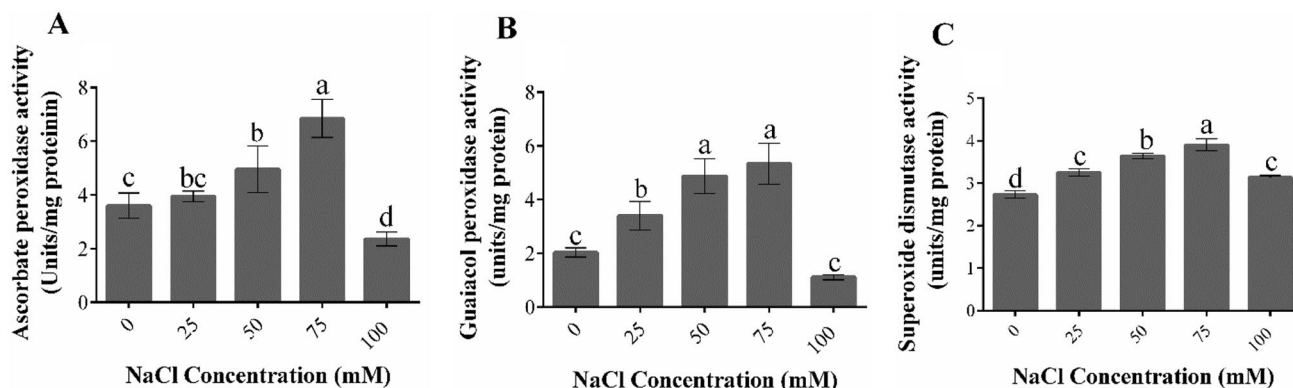 A
Ascorbate peroxidase activity
(Units/mg proteinin)
8
6
4
2
0
c
bc
b
a
d
0
25
50
75
100
NaCl Concentration (mM)
B
Guaiacol peroxidase activity
(units/mg protein)
8
6
4
2
0
c
b
a
a
c
0
25
50
75
100
NaCl Concentration (mM)
C
Superoxide dismutase activity
(units/mg protein)
5
4
3
2
1
0
d
c
b
a
c
0
25
50
75
100
NaCl Concentration (mM)